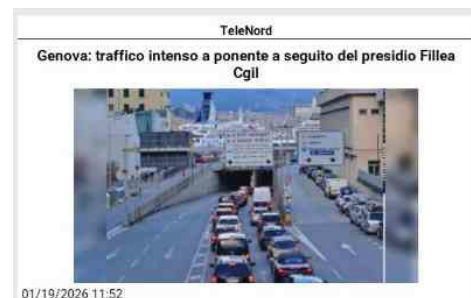 TeleNord
Genova: traffico intenso a ponente a seguito del presidio Fillea
Cgil
01/19/2026 11:52